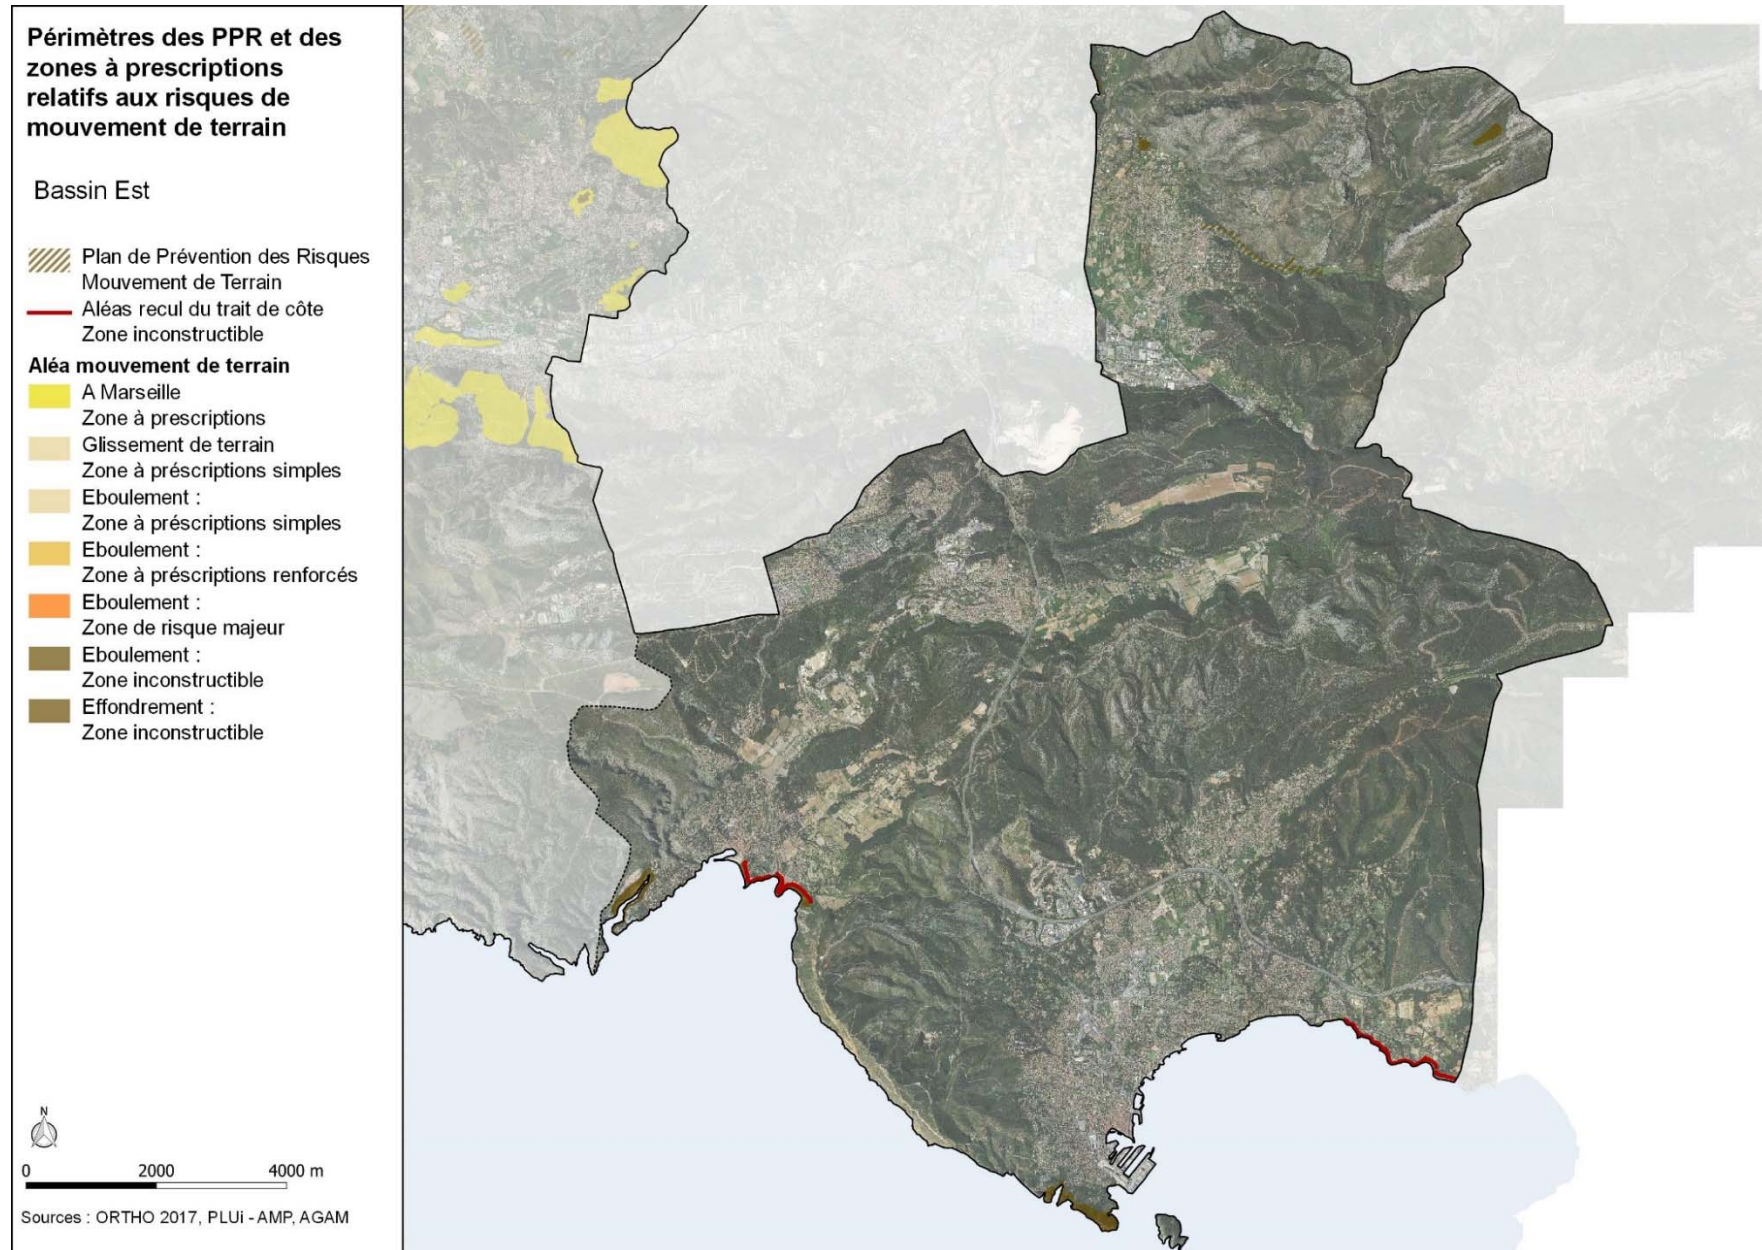 Périmètres des PPR et des
zones à prescriptions
relatifs aux risques de
mouvement de terrain
Bassin Est
Plan de Prévention des Risques
Mouvement de Terrain
Aléas recul du trait de côte
Zone inconstructible
Aléa mouvement de terrain
A Marseille
Zone à prescriptions
Glissement de terrain
Zone à préscriptions simples
Eboulement :
Zone à préscriptions simples
Eboulement :
Zone à préscriptions renforcés
Eboulement :
Zone de risque majeur
Eboulement :
Zone inconstructible
Effondrement :
Zone inconstructible
N
0 2000 4000 m
Sources : ORTHO 2017, PLUi - AMP, AGAM